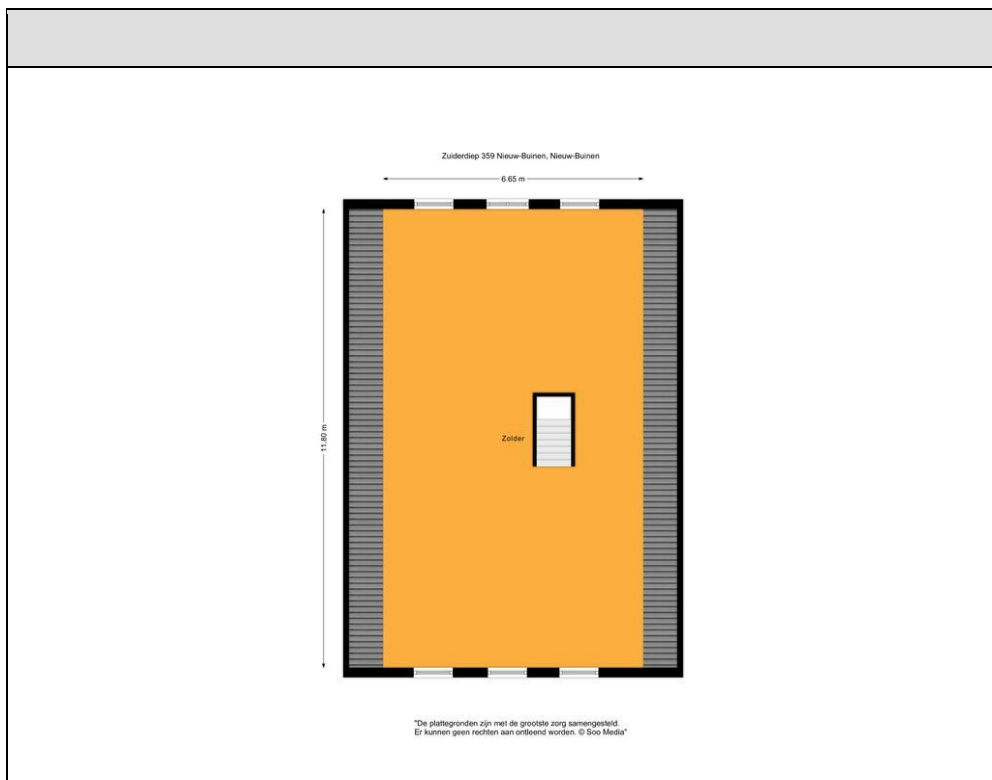 Zuiderdiep 359 Nieuw-Buinen, Nieuw-Buinen
6.65 m
11.80 m
Zolder
"De plattegronden zijn met de grootste zorg samengesteld.
Er kunnen geen rechten aan ontleend worden. © Soo Media"